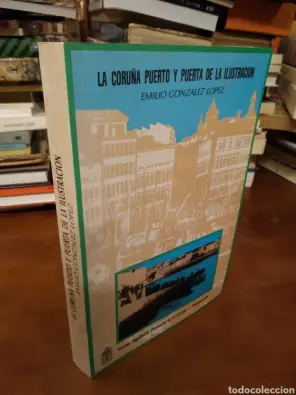 LA CORUÑA PUERTO Y PUERTA DE LA ILUSTRACION
EMILIO GONZALEZ LOPEZ
LA CORUÑA PUERTO Y PUERTA DE LA ILUSTRACION
EMILIO GONZALEZ LOPEZ
todocoleccion